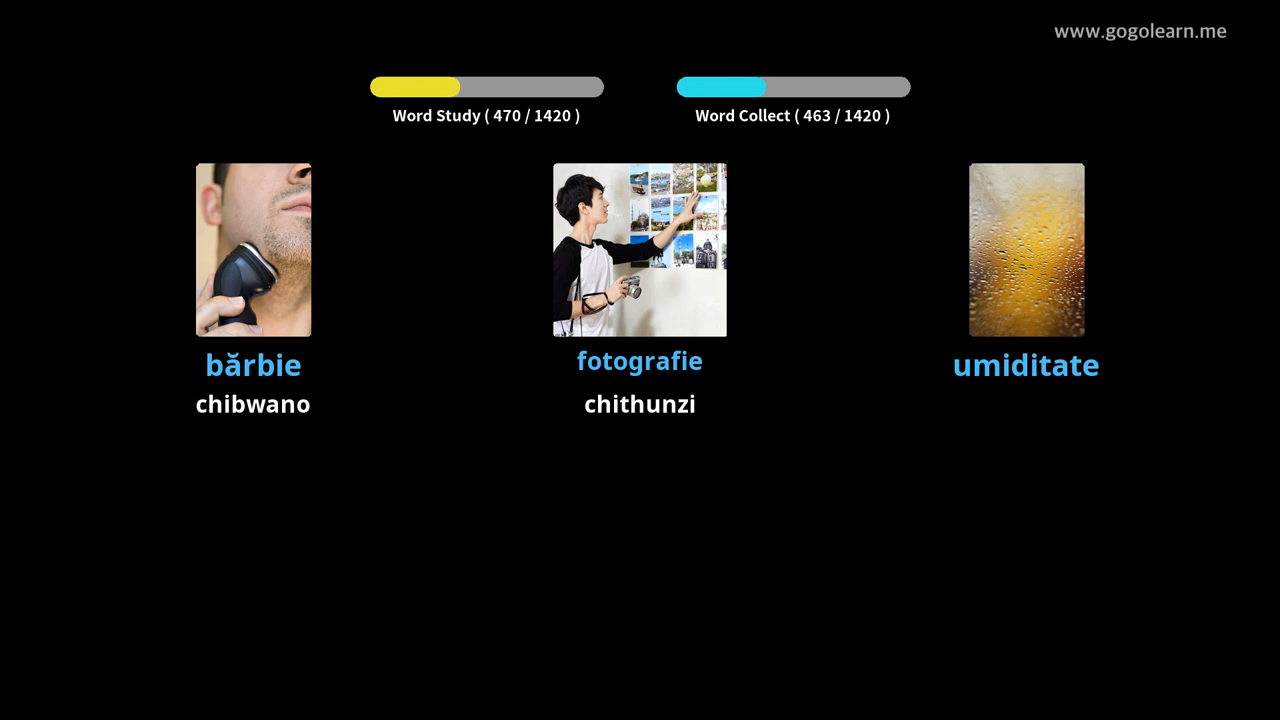 www.gogolearn.me
Word Study ( 470 / 1420 )
Word Collect ( 463 / 1420 )
bărbie
fotografie
umiditate
chibwano
chithunzi